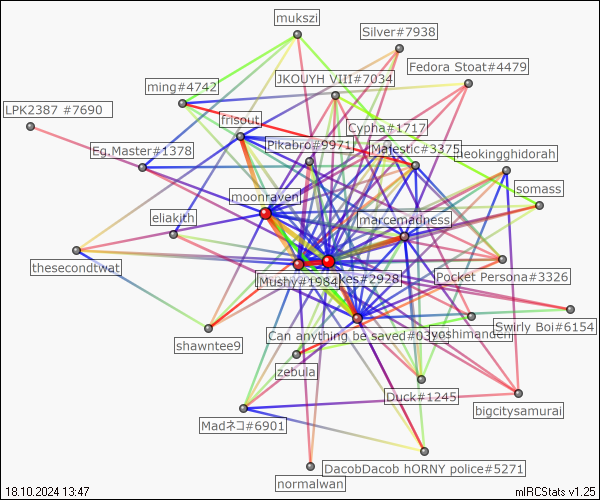 mukszi
Silver#7938
Fedora Stoat#4479
JKOUYH VIII#7034
ming#4742
LPK2387 #7690
frisout
Cypha#1717
Pikabro#9971
Majestic#3375
Eg.Master#1378
neokingghidorah
moonraven
somass
eliakith
marcemadness
thesecondtwat
Mushy#1984
kes#2928
Pocket Persona#3326
Can anything be saved#03
yoshimanden
Swirly Boi#6154
shawntee9
zebula
Duck#1245
bigcitysamurai
Madネコ#6901
DacobDacob hORNY police#5271
normalwan
18.10.2024 13:47
mIRCStats v1.25